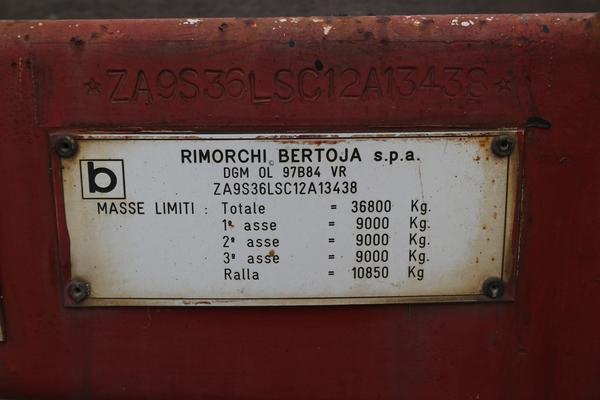 *ZA9S36LSC12A13438*
b
RIMORCHI BERTOJA s.p.a.
DGM OL 97B84 VR
ZA9S36LSC12A13438
MASSE LIMITI : Totale = 36800 Kg.
1ª asse = 9000 Kg.
2ª asse = 9000 Kg.
3ª asse = 9000 Kg.
Ralla = 10850 Kg